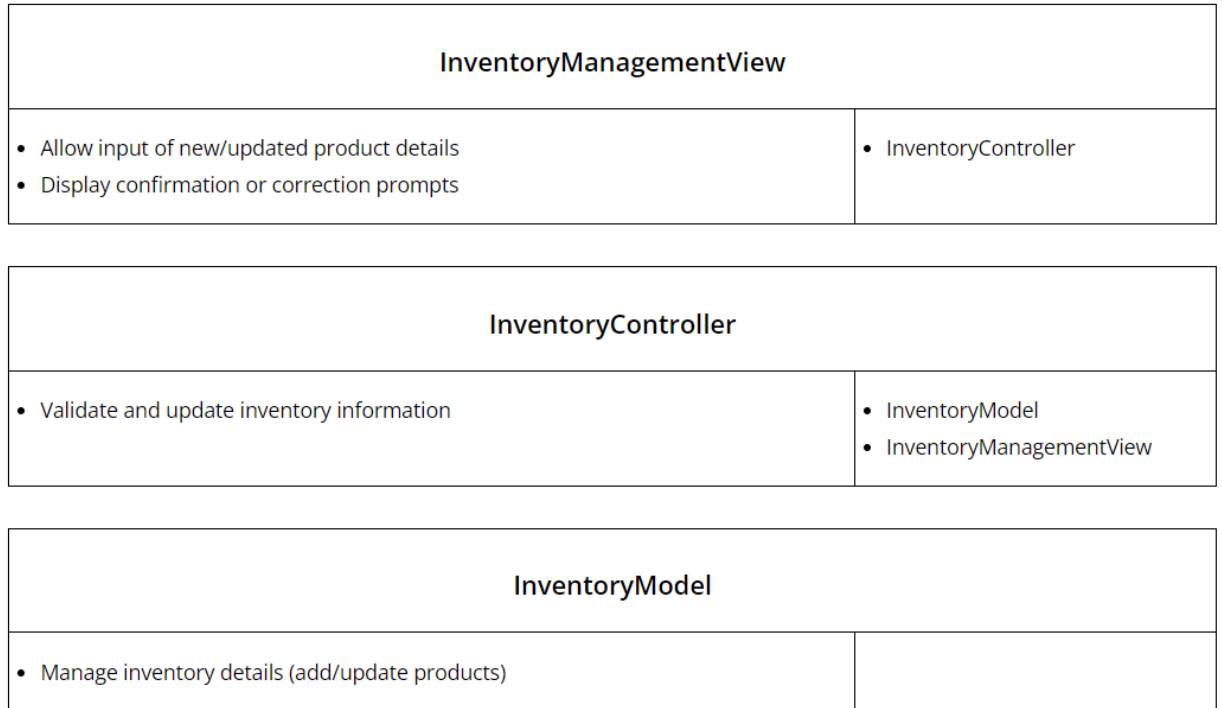 InventoryManagementView
• Allow input of new/updated product details
• Display confirmation or correction prompts
• InventoryController
InventoryController
• Validate and update inventory information
• InventoryModel
• InventoryManagementView
InventoryModel
• Manage inventory details (add/update products)